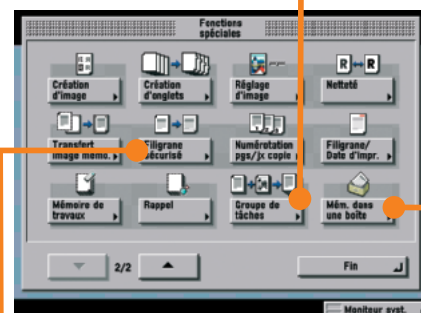 Fonctions
spéciales
Création
d'image
Création
d'onglets
Réglage
d'image
Netteté
R R
Transfert
image mémo.
Filigrane
sécurisé
Numérotation
pgs/jx copie
Filigrane/
Date d'impr.
Mémoire de
travaux
Rappel
Groupe de
tâches
Mém. dans
une boîte
2/2
Fin
Moniteur syst.